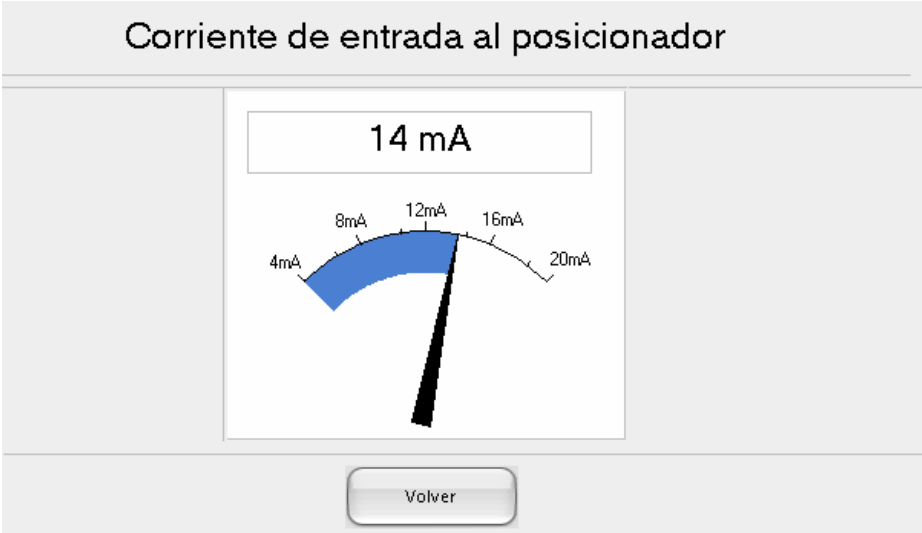 Corriente de entrada al posicionador
14 mA
4mA
8mA
12mA
16mA
20mA
Volver